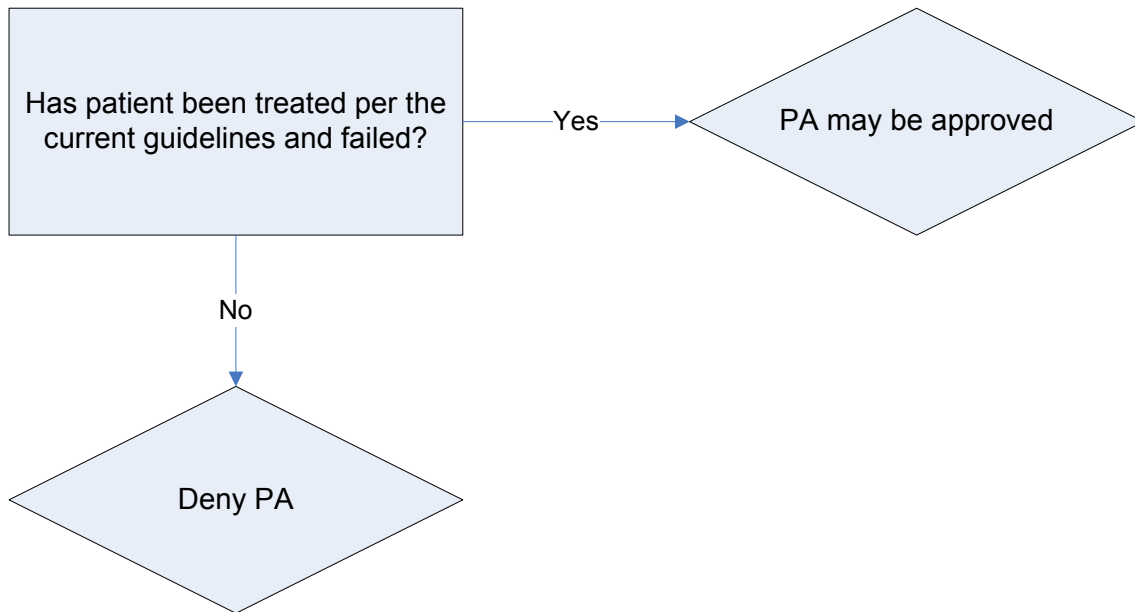 Has patient been treated per the
current guidelines and failed?
Yes
PA may be approved
No
Deny PA